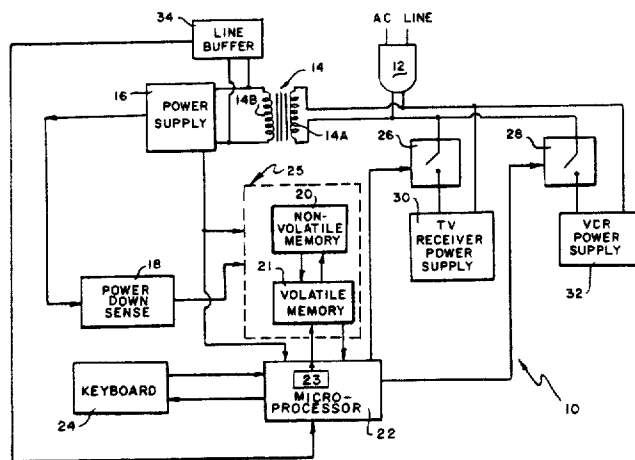 34
LINE
BUFFER
AC LINE
12
14
16
POWER
SUPPLY
14B
14A
26
28
25
20
NON-
VOLATILE
MEMORY
21
VOLATILE
MEMORY
30
TV
RECEIVER
POWER
SUPPLY
VCR
POWER
SUPPLY
32
18
POWER
DOWN
SENSE
KEYBOARD
24
23
MICRO-
PROCESSOR
22
10